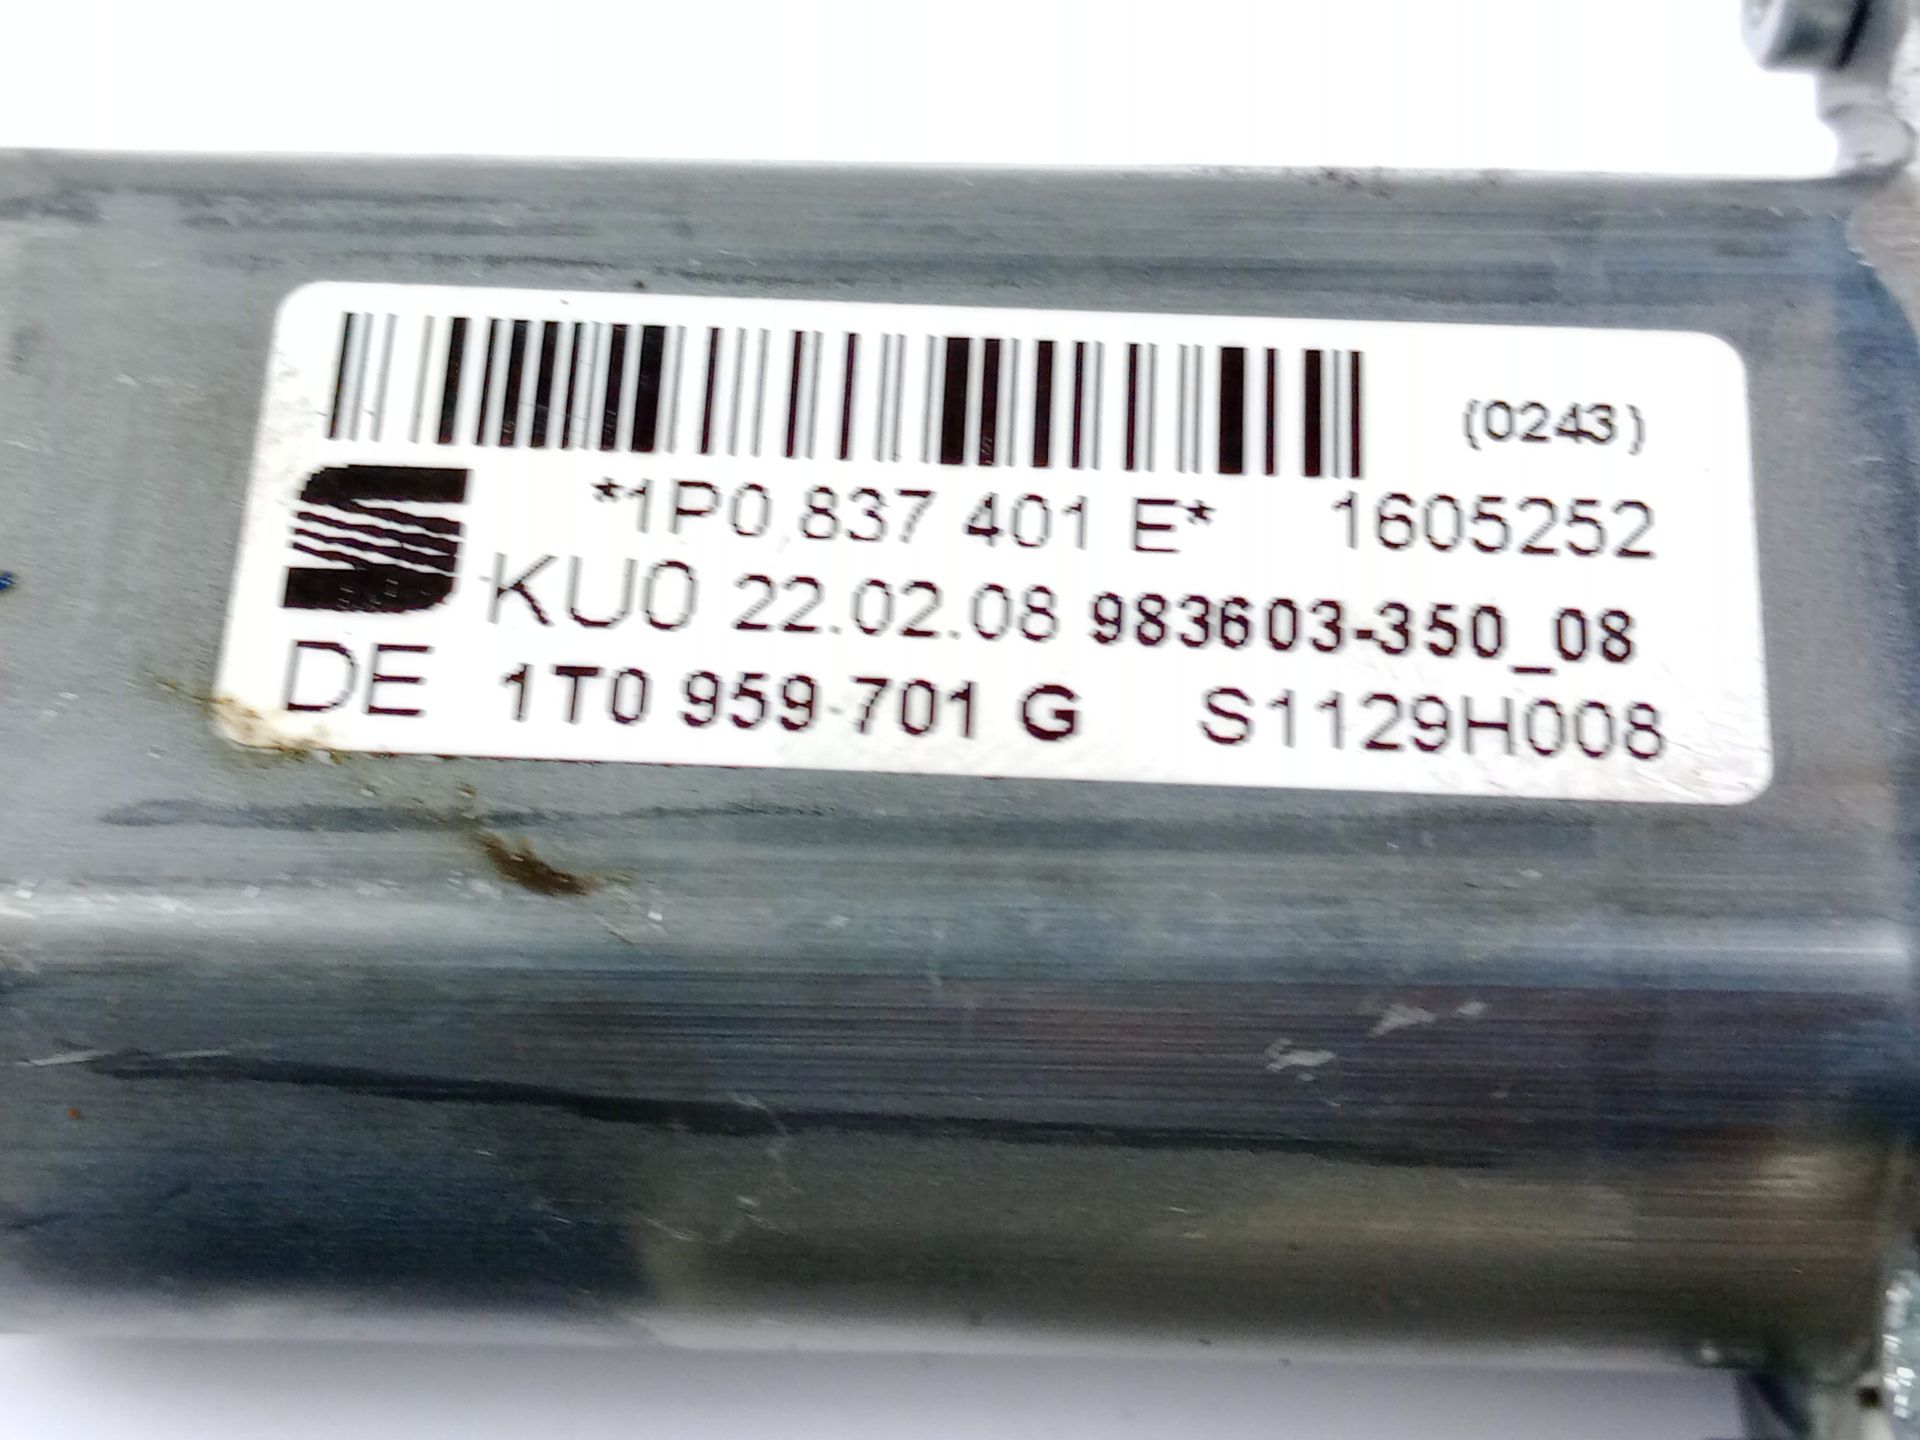 (0243)
*1P0 837 401 E* 1605252
KU0 22.02.08 983603-350_08
DE 1T0 959 701 G S1129H008